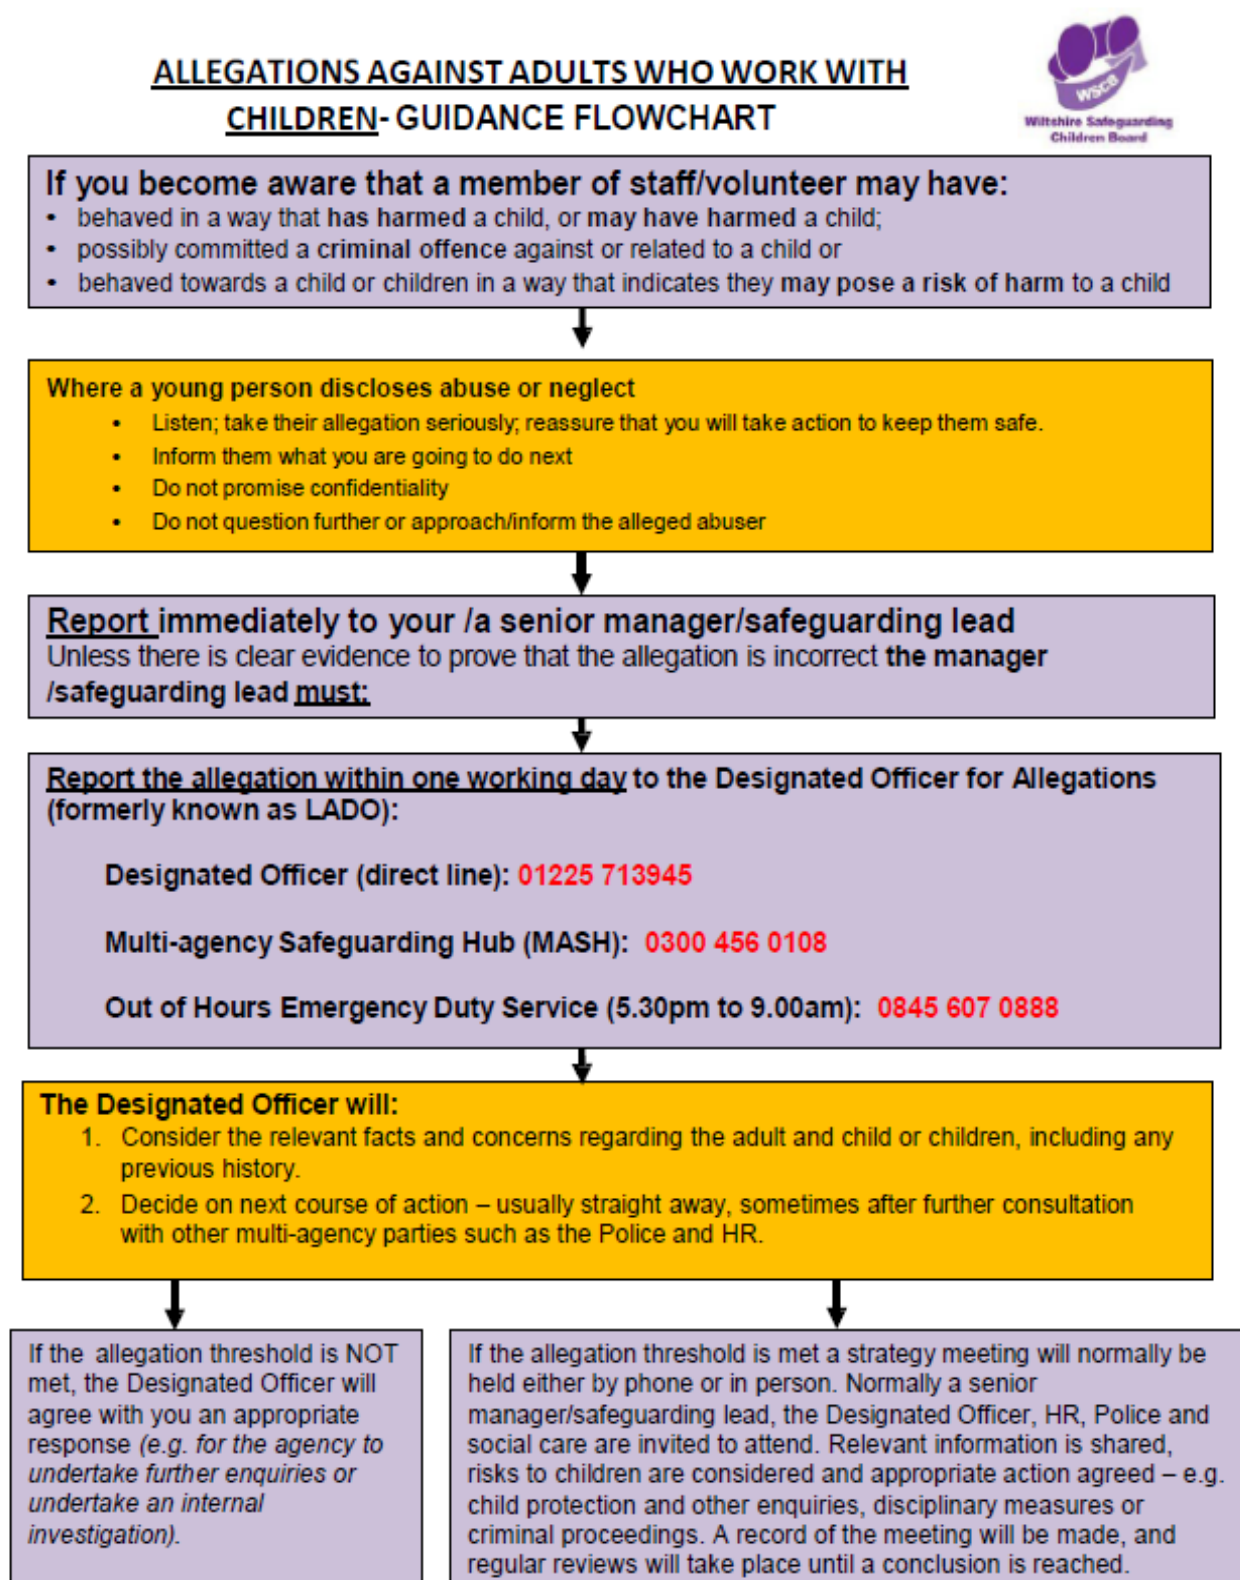 ALLEGATIONS AGAINST ADULTS WHO WORK WITH
CHILDREN- GUIDANCE FLOWCHART
WSCB
Wiltshire Safeguarding
Children Board
If you become aware that a member of staff/volunteer may have:
• behaved in a way that has harmed a child, or may have harmed a child;
• possibly committed a criminal offence against or related to a child or
• behaved towards a child or children in a way that indicates they may pose a risk of harm to a child
Where a young person discloses abuse or neglect
• Listen; take their allegation seriously; reassure that you will take action to keep them safe.
• Inform them what you are going to do next
• Do not promise confidentiality
• Do not question further or approach/inform the alleged abuser
Report immediately to your /a senior manager/safeguarding lead
Unless there is clear evidence to prove that the allegation is incorrect the manager
/safeguarding lead must:
Report the allegation within one working day to the Designated Officer for Allegations
(formerly known as LADO):
Designated Officer (direct line): 01225 713945
Multi-agency Safeguarding Hub (MASH): 0300 456 0108
Out of Hours Emergency Duty Service (5.30pm to 9.00am): 0845 607 0888
The Designated Officer will:
1. Consider the relevant facts and concerns regarding the adult and child or children, including any
previous history.
2. Decide on next course of action – usually straight away, sometimes after further consultation
with other multi-agency parties such as the Police and HR.
If the allegation threshold is NOT
met, the Designated Officer will
agree with you an appropriate
response (e.g. for the agency to
undertake further enquiries or
undertake an internal
investigation).
If the allegation threshold is met a strategy meeting will normally be
held either by phone or in person. Normally a senior
manager/safeguarding lead, the Designated Officer, HR, Police and
social care are invited to attend. Relevant information is shared,
risks to children are considered and appropriate action agreed – e.g.
child protection and other enquiries, disciplinary measures or
criminal proceedings. A record of the meeting will be made, and
regular reviews will take place until a conclusion is reached.